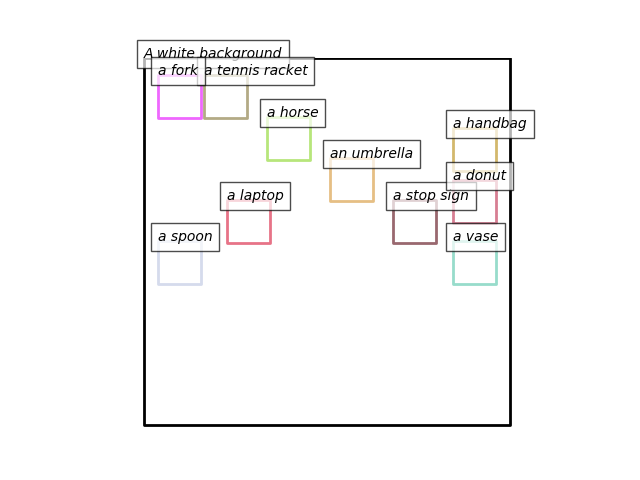 A white background
a fork
a tennis racket
a horse
a handbag
an umbrella
a donut
a laptop
a stop sign
a spoon
a vase